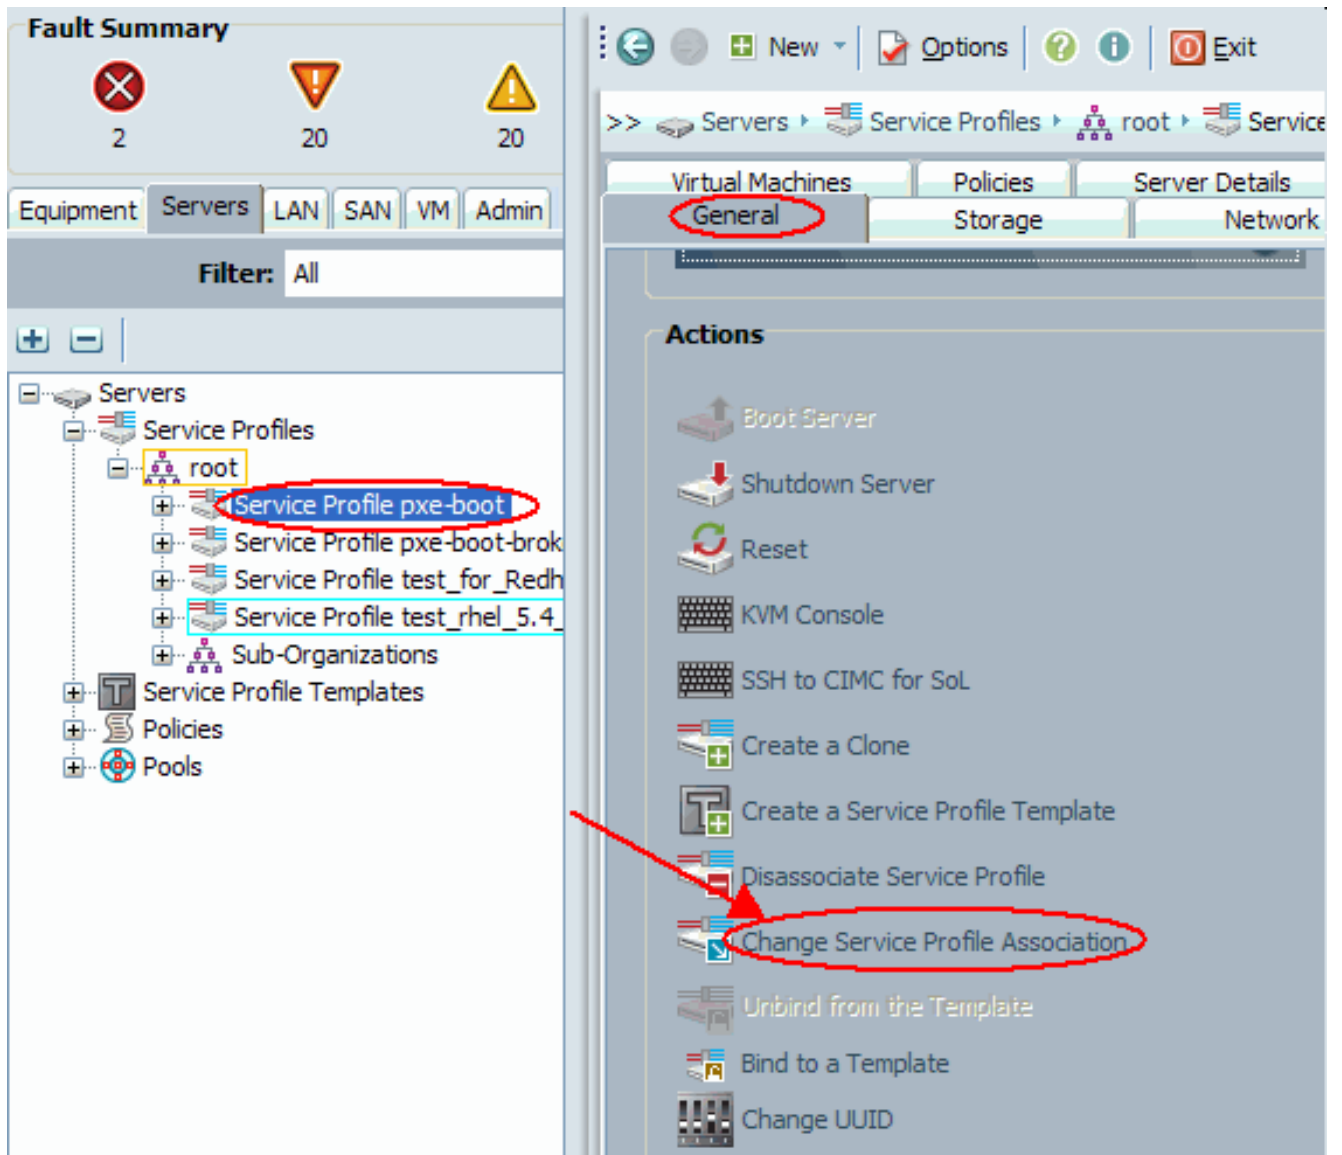 Fault Summary
2 20 20
Equipment Servers LAN SAN VM Admin
Filter: All
Servers
Service Profiles
root
Service Profile pxe-boot
Service Profile pxe-boot-brok
Service Profile test_for_Redh
Service Profile test_rhel_5.4_
Sub-Organizations
Service Profile Templates
Policies
Pools
New Options Exit
>> Servers Service Profiles root Service
Virtual Machines Policies Server Details
General Storage Network
Actions
Boot Server
Shutdown Server
Reset
KVM Console
SSH to CIMC for SoL
Create a Clone
Create a Service Profile Template
Disassociate Service Profile
Change Service Profile Association
Unbind from the Template
Bind to a Template
Change UUID